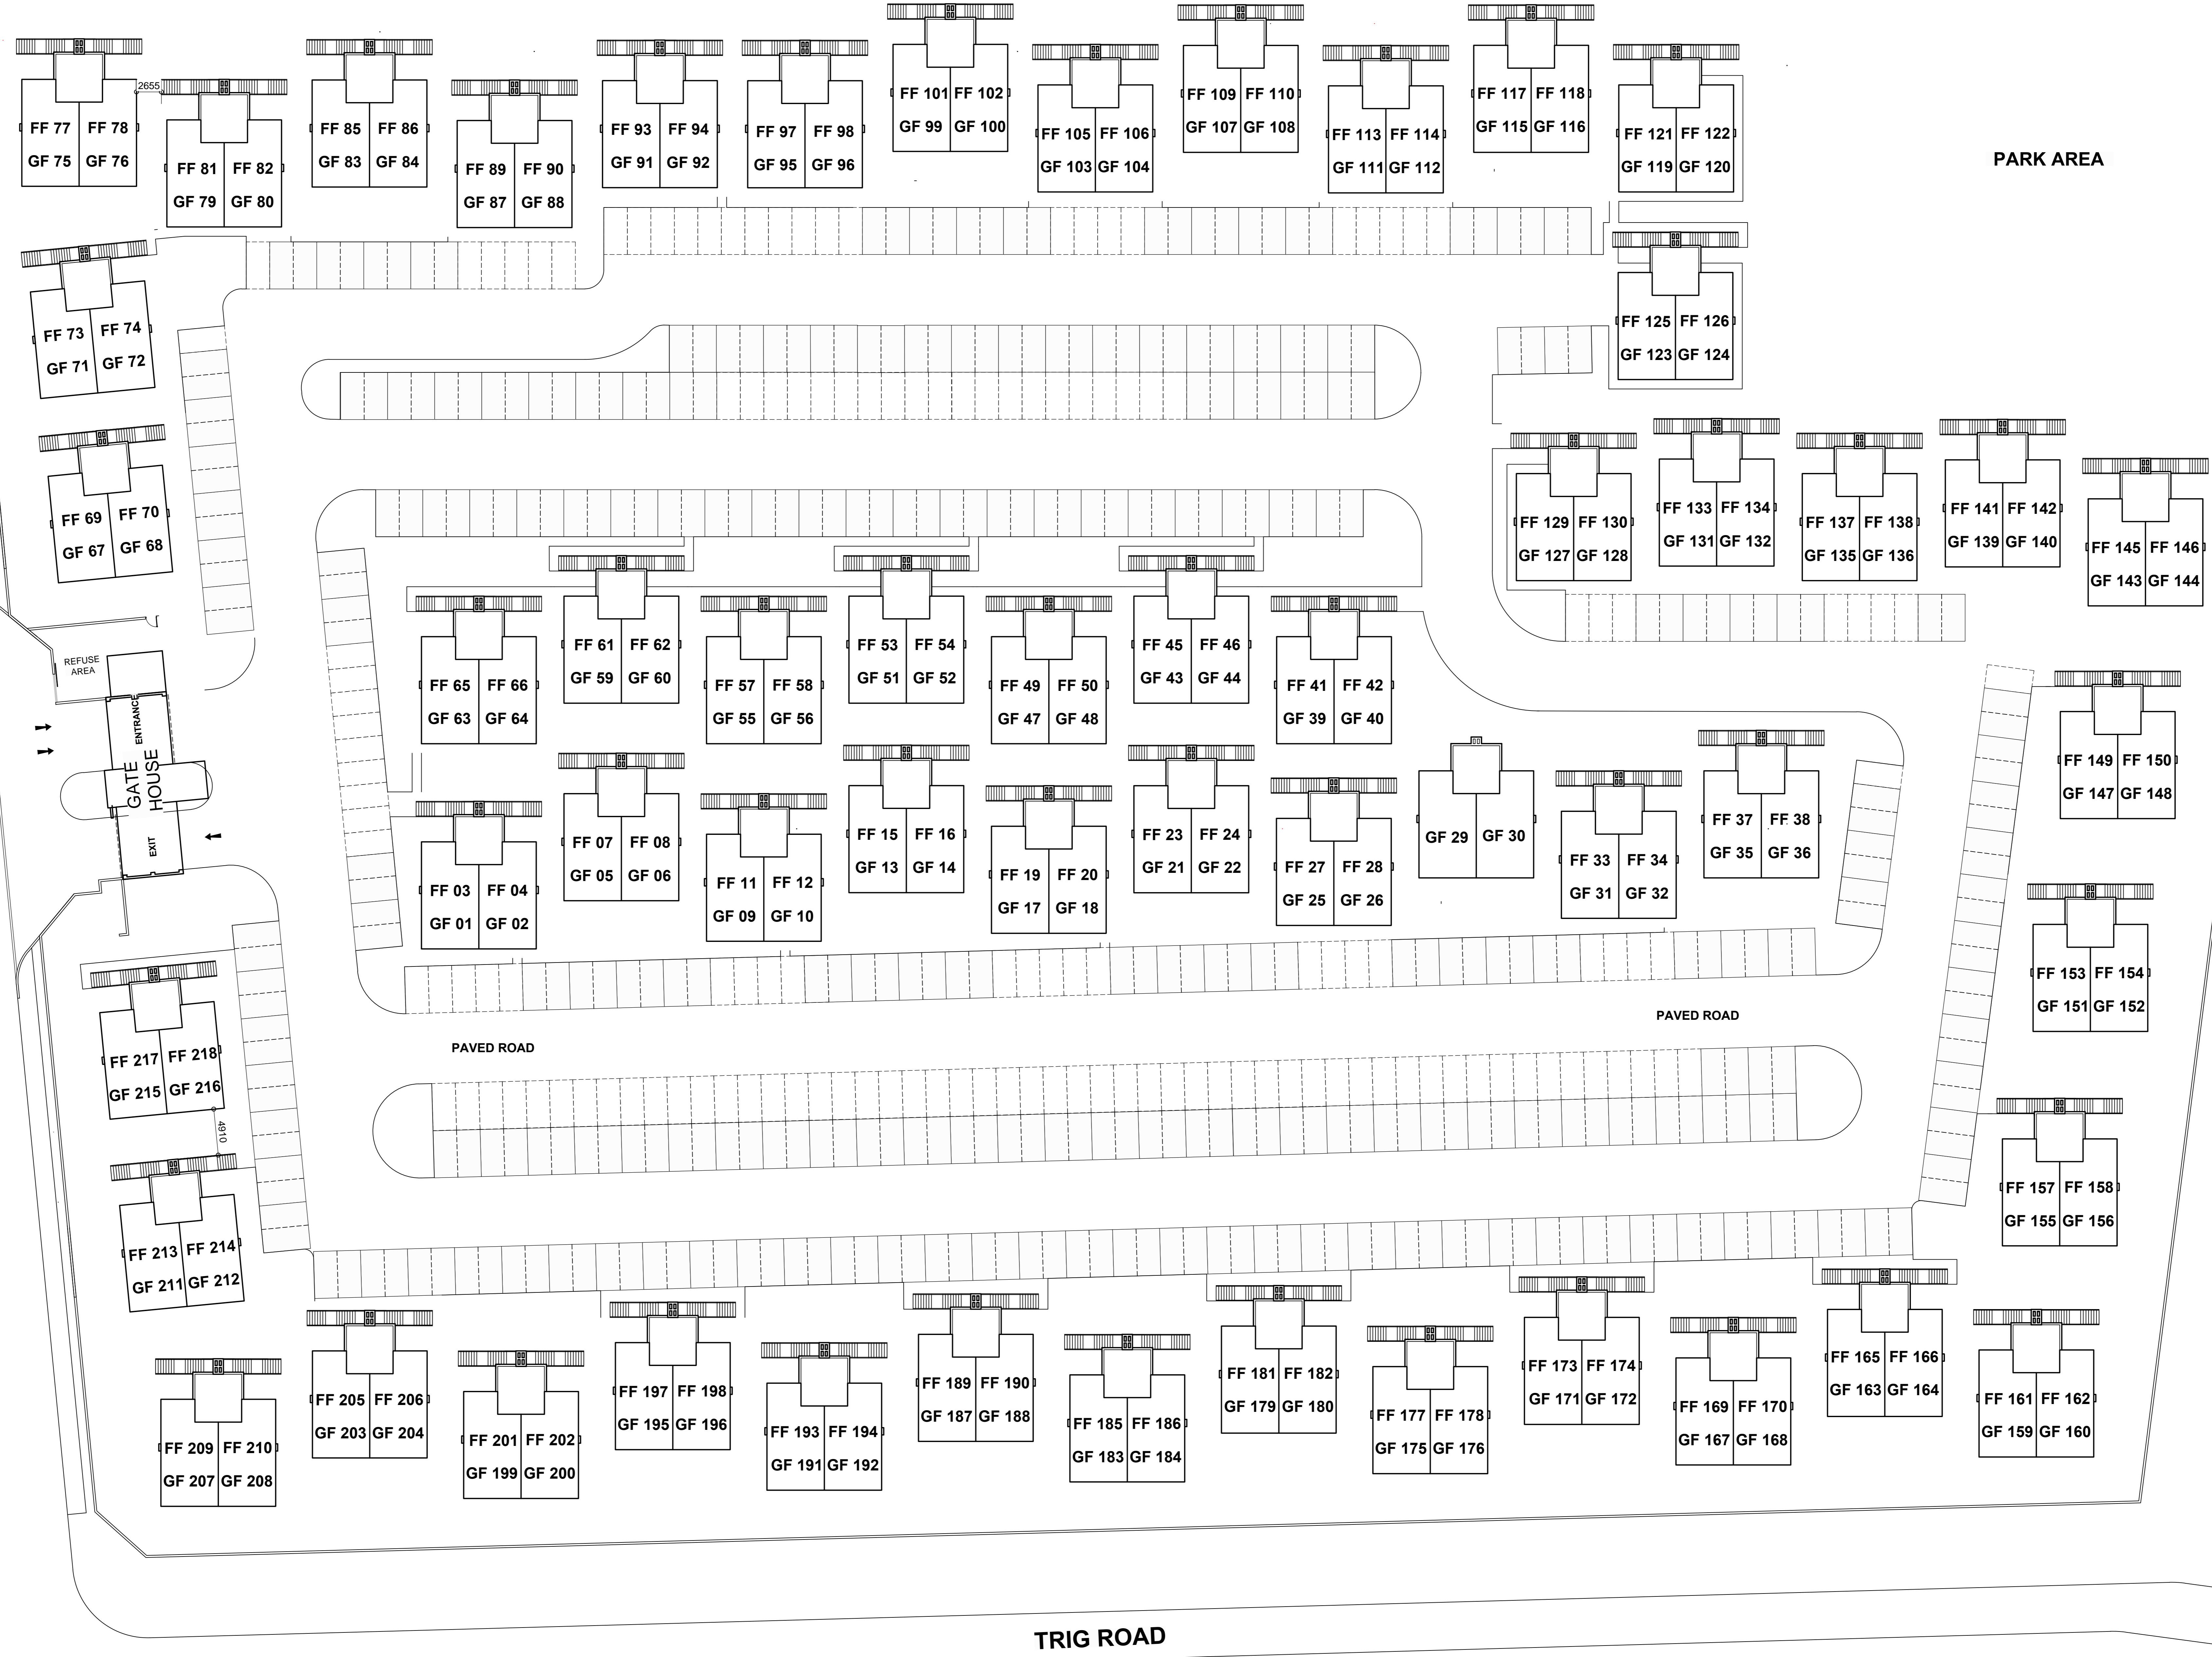 2655
FF 77 FF 78
GF 75 GF 76
FF 81 FF 82
GF 79 GF 80
FF 85 FF 86
GF 83 GF 84
FF 89 FF 90
GF 87 GF 88
FF 93 FF 94
GF 91 GF 92
FF 97 FF 98
GF 95 GF 96
FF 101 FF 102
GF 99 GF 100
FF 105 FF 106
GF 103 GF 104
FF 109 FF 110
GF 107 GF 108
FF 113 FF 114
GF 111 GF 112
FF 117 FF 118
GF 115 GF 116
FF 121 FF 122
GF 119 GF 120
PARK AREA
FF 73 FF 74
GF 71 GF 72
FF 125 FF 126
GF 123 GF 124
FF 69 FF 70
GF 67 GF 68
FF 129 FF 130
GF 127 GF 128
FF 133 FF 134
GF 131 GF 132
FF 137 FF 138
GF 135 GF 136
FF 141 FF 142
GF 139 GF 140
FF 145 FF 146
GF 143 GF 144
REFUSE
AREA
ENTRANCE
GATE
HOUSE
EXIT
FF 65 FF 66
GF 63 GF 64
FF 61 FF 62
GF 59 GF 60
FF 57 FF 58
GF 55 GF 56
FF 53 FF 54
GF 51 GF 52
FF 49 FF 50
GF 47 GF 48
FF 45 FF 46
GF 43 GF 44
FF 41 FF 42
GF 39 GF 40
FF 149 FF 150
GF 147 GF 148
FF 03 FF 04
GF 01 GF 02
FF 07 FF 08
GF 05 GF 06
FF 11 FF 12
GF 09 GF 10
FF 15 FF 16
GF 13 GF 14
FF 19 FF 20
GF 17 GF 18
FF 23 FF 24
GF 21 GF 22
FF 27 FF 28
GF 25 GF 26
GF 29 GF 30
FF 33 FF 34
GF 31 GF 32
FF 37 FF 38
GF 35 GF 36
FF 153 FF 154
GF 151 GF 152
PAVED ROAD
PAVED ROAD
FF 217 FF 218
GF 215 GF 216
4910
FF 157 FF 158
GF 155 GF 156
FF 213 FF 214
GF 211 GF 212
FF 209 FF 210
GF 207 GF 208
FF 205 FF 206
GF 203 GF 204
FF 201 FF 202
GF 199 GF 200
FF 197 FF 198
GF 195 GF 196
FF 193 FF 194
GF 191 GF 192
FF 189 FF 190
GF 187 GF 188
FF 185 FF 186
GF 183 GF 184
FF 181 FF 182
GF 179 GF 180
FF 177 FF 178
GF 175 GF 176
FF 173 FF 174
GF 171 GF 172
FF 169 FF 170
GF 167 GF 168
FF 165 FF 166
GF 163 GF 164
FF 161 FF 162
GF 159 GF 160
TRIG ROAD